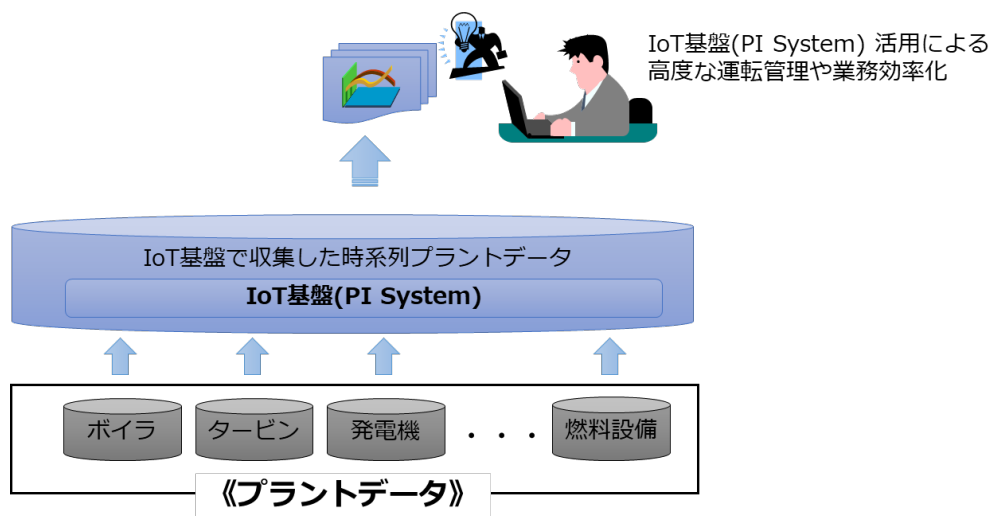 IoT基盤(PI System) 活用による
高度な運転管理や業務効率化
IoT基盤で収集した時系列プラントデータ
IoT基盤(PI System)
ボイラ
タービン
発電機
・・・
燃料設備
《プラントデータ》